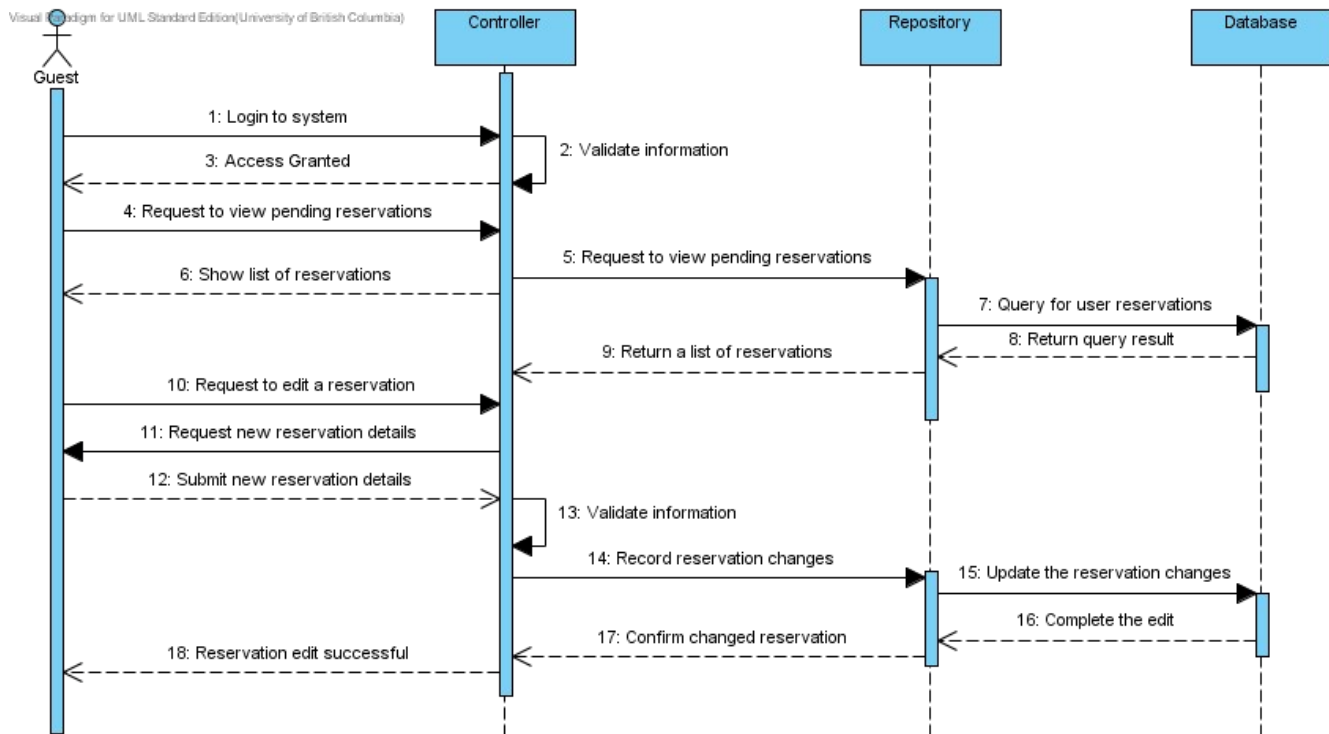 Visual Paradigm for UML Standard Edition(University of British Columbia)
Controller
Repository
Database
Guest
1: Login to system
2: Validate information
3: Access Granted
4: Request to view pending reservations
5: Request to view pending reservations
6: Show list of reservations
7: Query for user reservations
8: Return query result
9: Return a list of reservations
10: Request to edit a reservation
11: Request new reservation details
12: Submit new reservation details
13: Validate information
14: Record reservation changes
15: Update the reservation changes
16: Complete the edit
17: Confirm changed reservation
18: Reservation edit successful